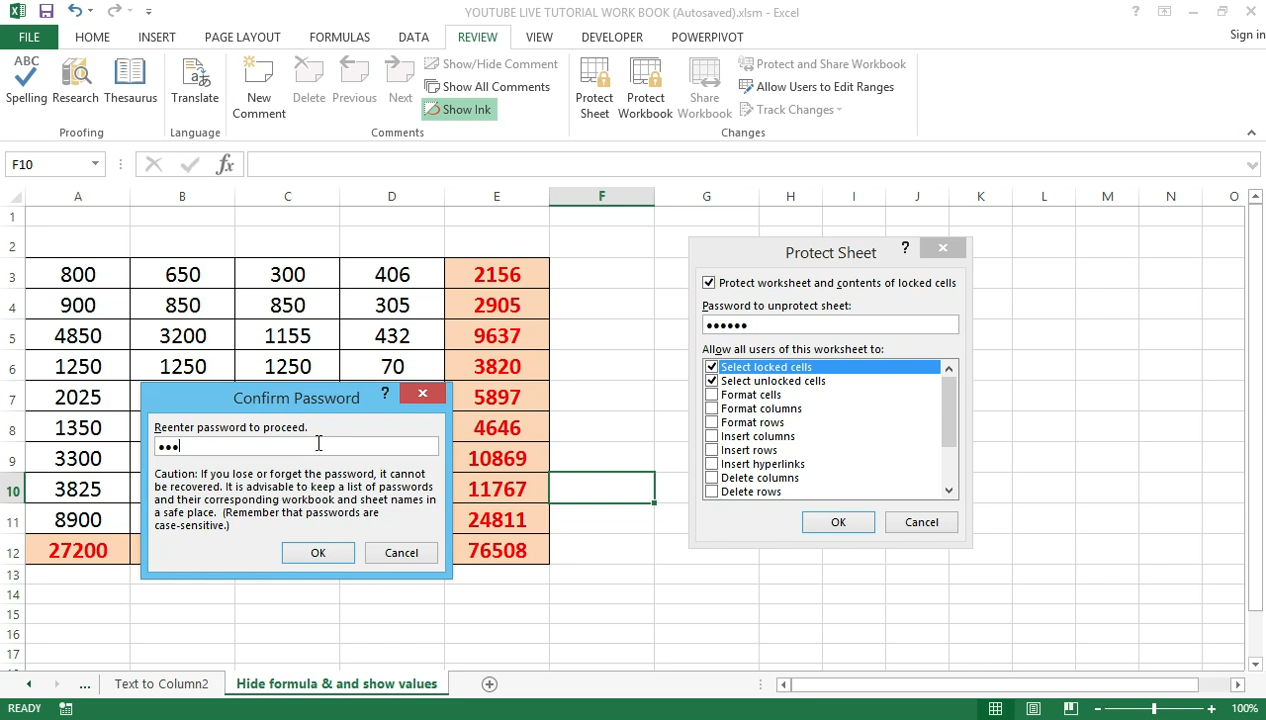 YOUTUBE LIVE TUTORIAL WORK BOOK (Autosaved).xlsm - Excel
FILE HOME INSERT PAGE LAYOUT FORMULAS DATA REVIEW VIEW DEVELOPER POWERPIVOT Sign in
ABC
Spelling Research Thesaurus
Proofing
Translate
Language
New Comment
Delete Previous Next
Show/Hide Comment
Show All Comments
Show Ink
Comments
Protect Sheet
Protect Workbook
Share Workbook
Protect and Share Workbook
Allow Users to Edit Ranges
Track Changes
Changes
F10 fx
A B C D E F G H I J K L M N O
1
2
3 800 650 300 406 2156
4 900 850 850 305 2905
5 4850 3200 1155 432 9637
6 1250 1250 1250 70 3820
7 2025 5897
8 1350 4646
9 3300 10869
10 3825 11767
11 8900 24811
12 27200 76508
13
14
15
16
17
Confirm Password ?
Reenter password to proceed.
•••
Caution: If you lose or forget the password, it cannot
be recovered. It is advisable to keep a list of passwords
and their corresponding workbook and sheet names in
a safe place. (Remember that passwords are
case-sensitive.)
OK Cancel
Protect Sheet ?
Protect worksheet and contents of locked cells
Password to unprotect sheet:
••••••
Allow all users of this worksheet to:
Select locked cells
Select unlocked cells
Format cells
Format columns
Format rows
Insert columns
Insert rows
Insert hyperlinks
Delete columns
Delete rows
OK Cancel
... Text to Column2 Hide formula & and show values
READY 100%